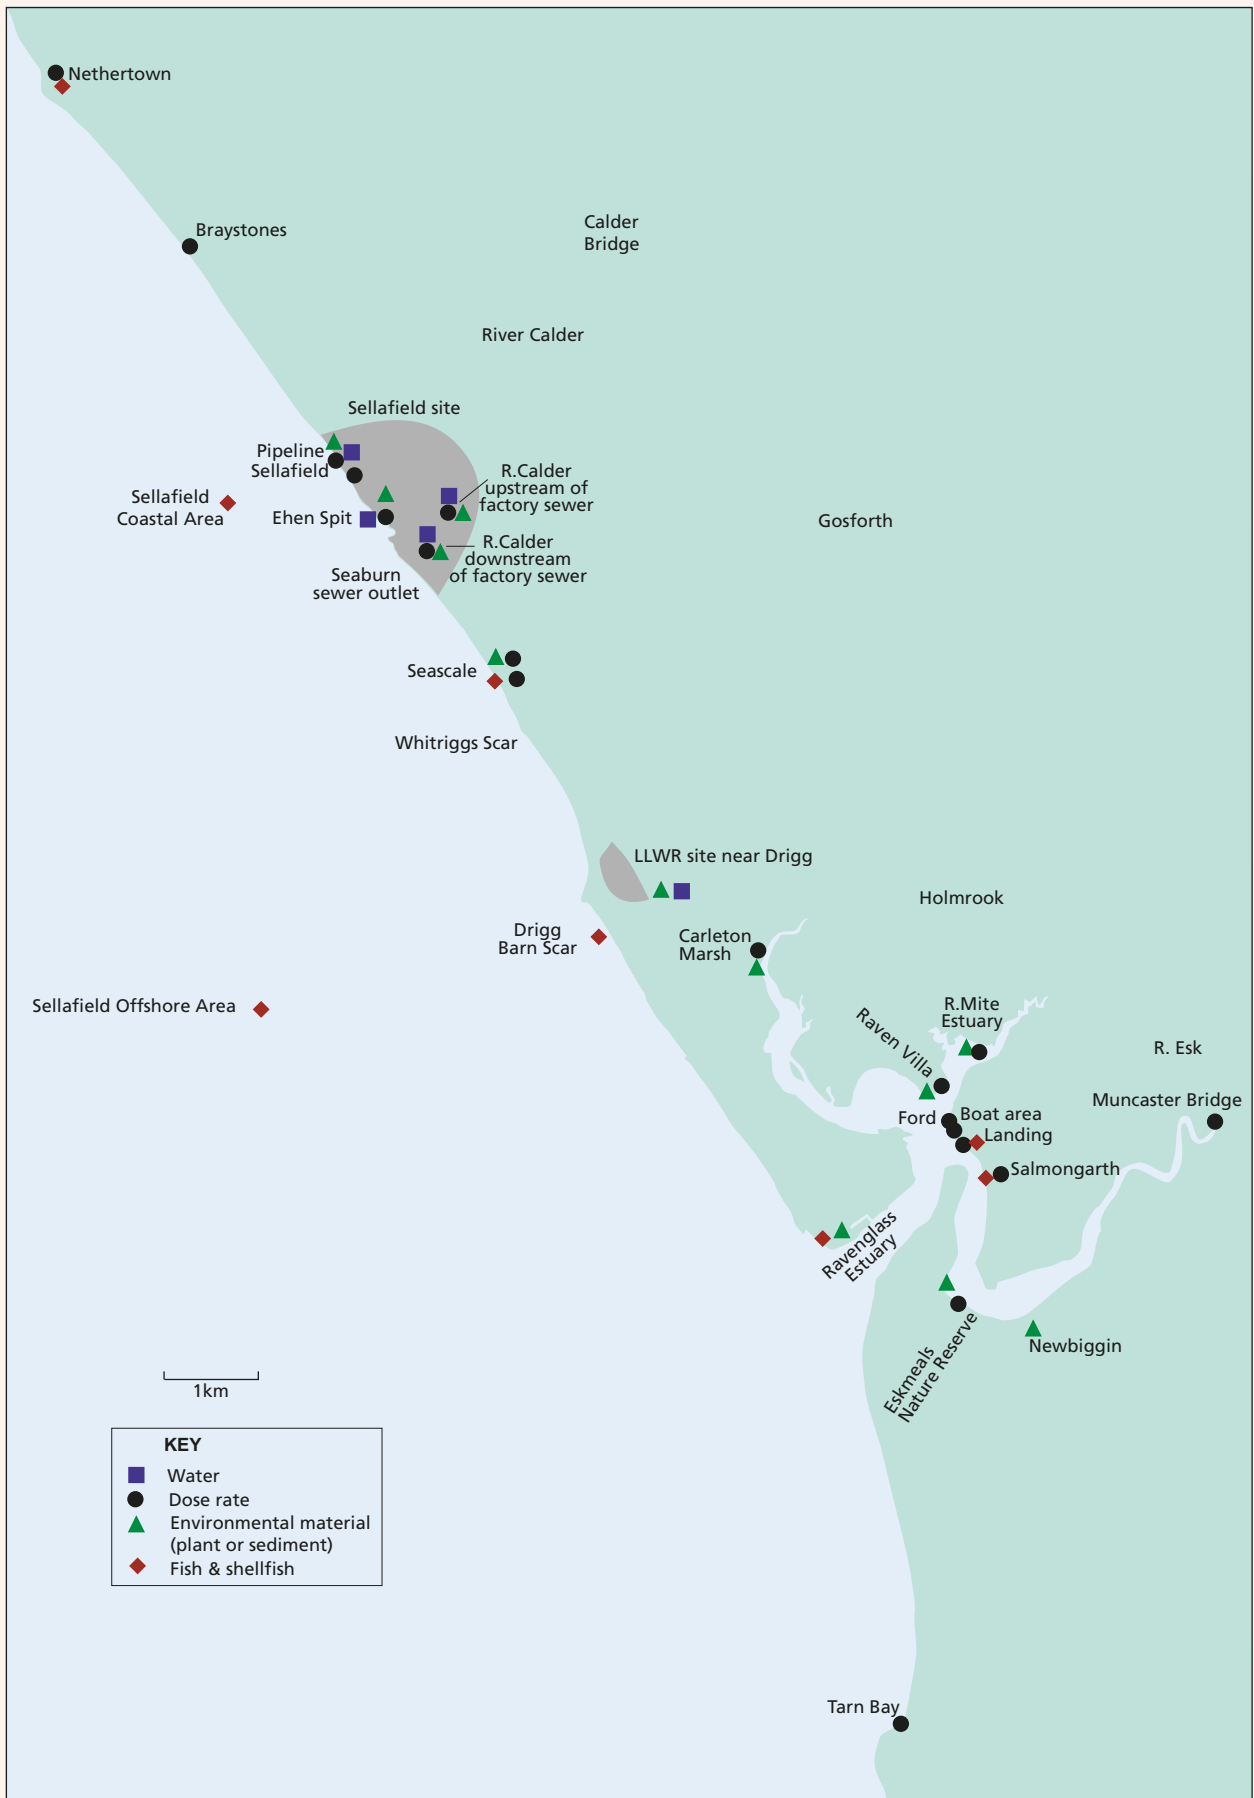 Nethertown
Braystones
Calder
Bridge
River Calder
Sellafield site
Pipeline
Sellafield
R.Calder
upstream of
factory sewer
Sellafield
Coastal Area
Ehen Spit
Gosforth
R.Calder
downstream
of factory sewer
Seaburn
sewer outlet
Seascale
Whitriggs Scar
LLWR site near Drigg
Holmrook
Drigg
Barn Scar
Carleton
Marsh
Sellafield Offshore Area
R.Mite
Estuary
Raven Villa
R. Esk
Muncaster Bridge
Ford
Boat area
Landing
Salmongarth
Ravenglass
Estuary
Newbiggin
Eskmeals
Nature Reserve
1km
KEY
Water
Dose rate
Environmental material
(plant or sediment)
Fish & shellfish
Tarn Bay